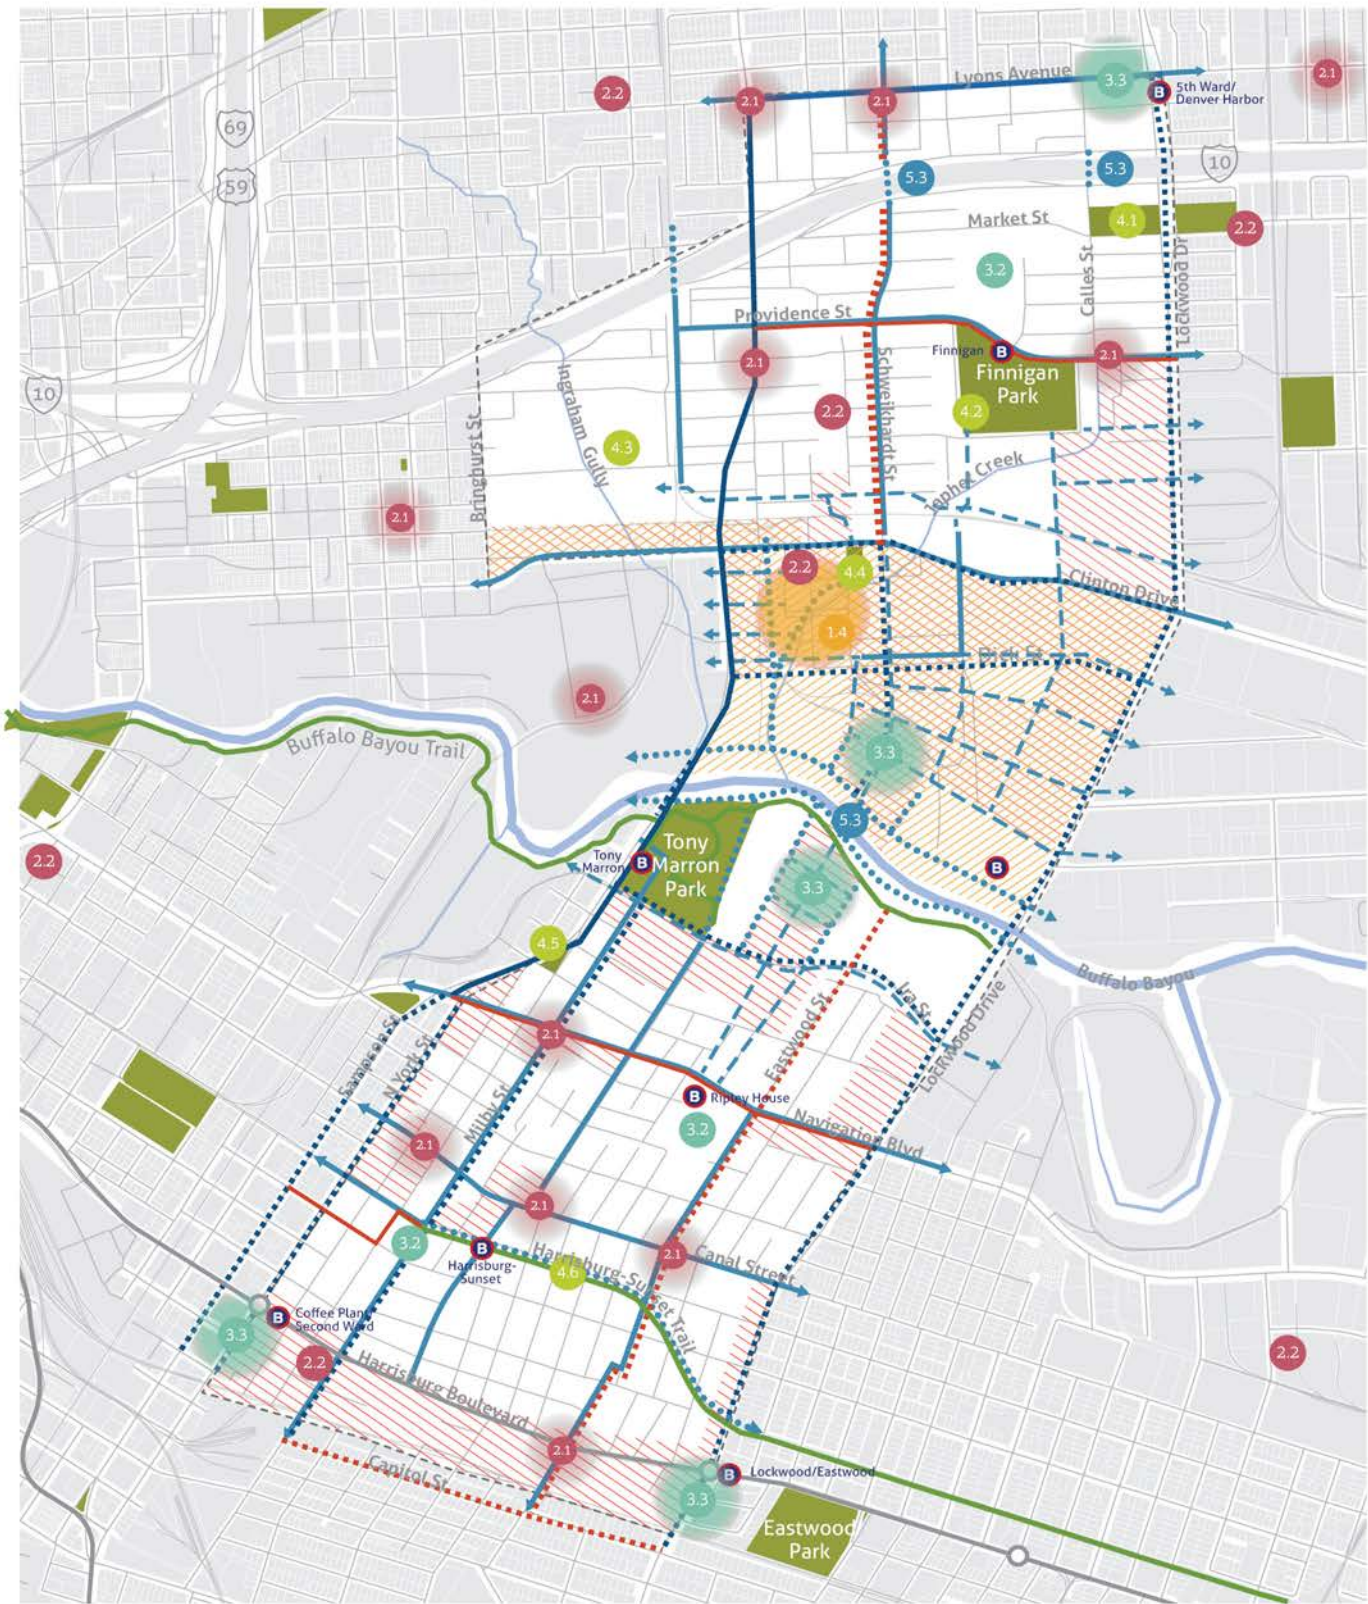 Lyons Avenue
3.3
2.1
2.2
2.1
2.1
B
5th Ward/
Denver Harbor
69
59
10
5.3
5.3
Market St
4.1
2.2
3.2
Calles St
Lockwood Dr
Providence St
Finnigan
B
2.1
2.1
Finnigan
Park
Schweikhardt St
10
Ingraham Gully
2.2
4.2
Bringhurst St
4.3
Japhet Creek
2.1
2.2
4.4
Clinton Drive
1.4
2.1
Buffalo Bayou Trail
3.3
5.3
Tony
Marron
B
Tony
Marron
Park
2.2
3.3
B
4.5
Buffalo Bayou
Ira St
Lockwood Drive
Sampson St
N York St
2.1
Eastwood St
Milby St
B
Ripley House
3.2
Navigation Blvd
2.1
2.1
3.2
B
Harrisburg-
Sunset
Harrisburg-Sunset Trail
4.6
2.1
Canal Street
B
Coffee Plant
Second Ward
3.3
2.2
Harrisburg Boulevard
2.2
2.1
Capitol St
B
Lockwood/Eastwood
3.3
Eastwood
Park